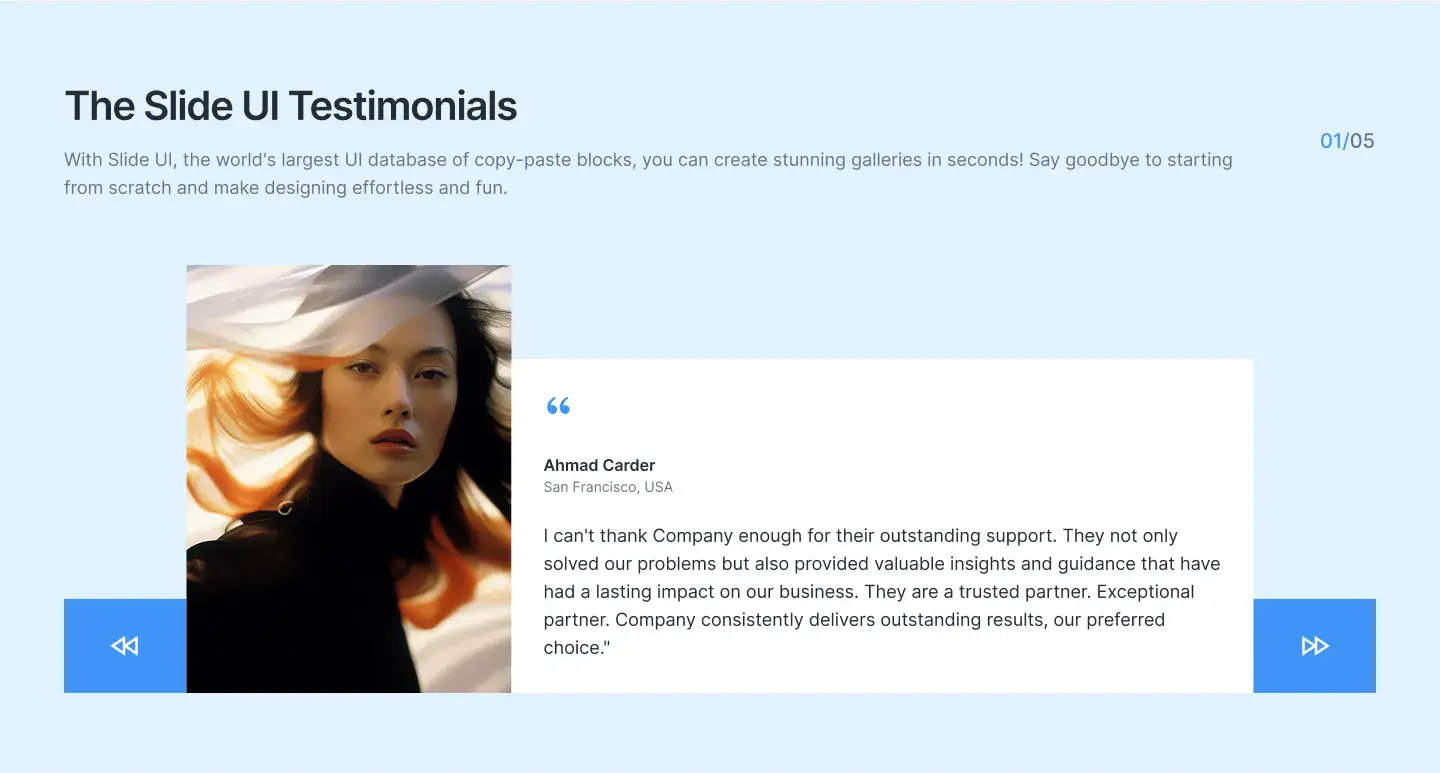 The Slide UI Testimonials
With Slide UI, the world's largest UI database of copy-paste blocks, you can create stunning galleries in seconds! Say goodbye to starting
from scratch and make designing effortless and fun.
01/05
“
Ahmad Carder
San Francisco, USA
I can't thank Company enough for their outstanding support. They not only
solved our problems but also provided valuable insights and guidance that have
had a lasting impact on our business. They are a trusted partner. Exceptional
partner. Company consistently delivers outstanding results, our preferred
choice."